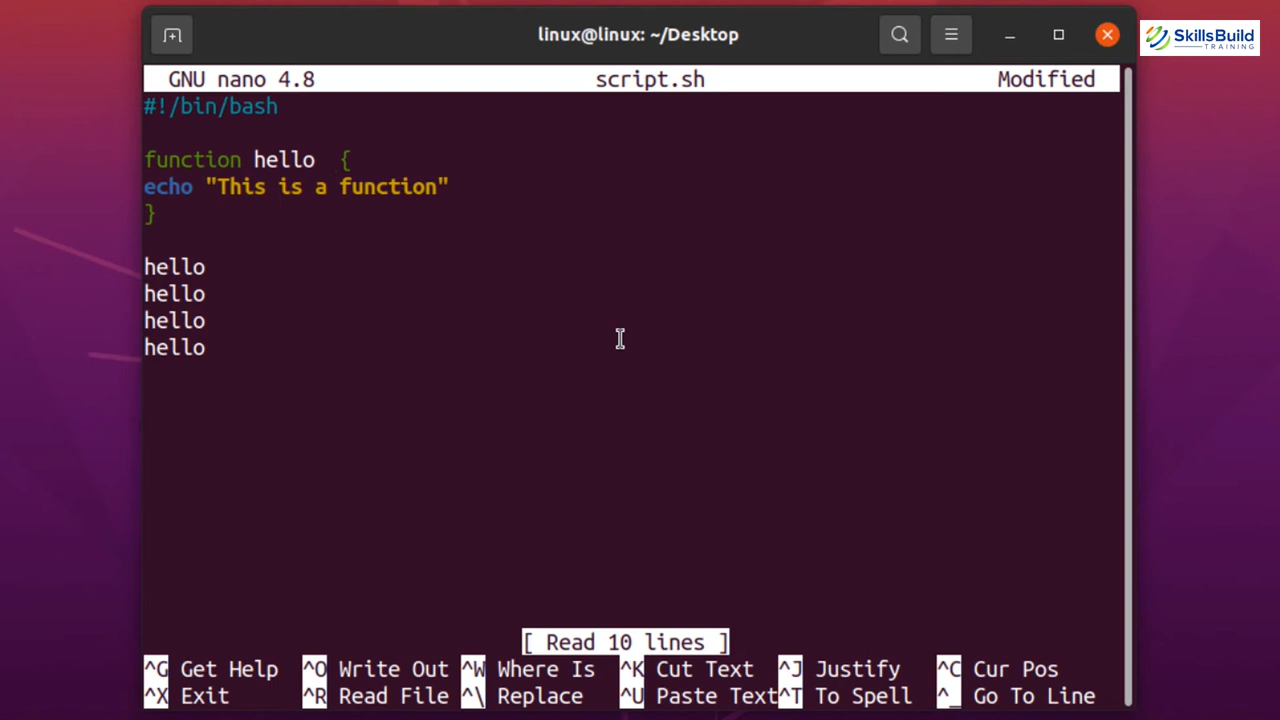 linux@linux: ~/Desktop
SkillsBuild
TRAINING
GNU nano 4.8 script.sh Modified
#!/bin/bash
function hello  {
echo "This is a function"
}
hello
hello
hello
hello
[ Read 10 lines ]
^G Get Help ^O Write Out ^W Where Is ^K Cut Text ^J Justify ^C Cur Pos
^X Exit ^R Read File ^\ Replace ^U Paste Text ^T To Spell ^_ Go To Line